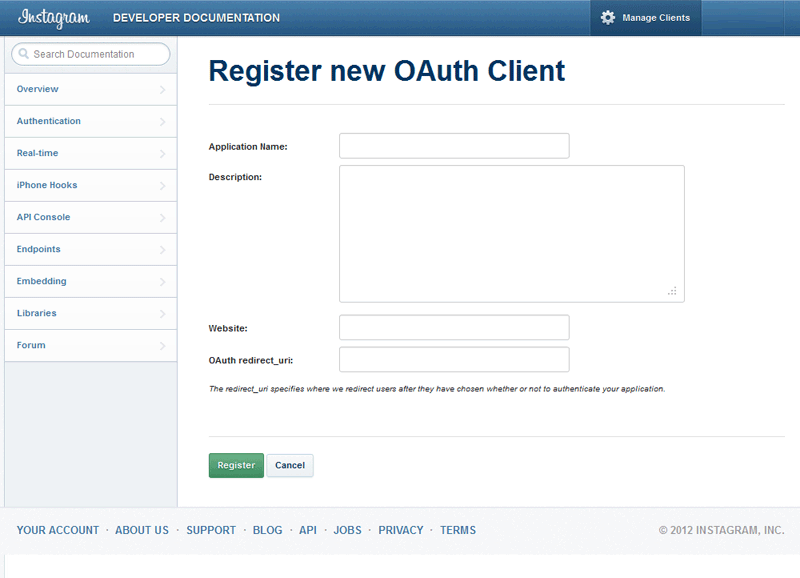 Instagram DEVELOPER DOCUMENTATION Manage Clients
Search Documentation
Overview
Authentication
Real-time
iPhone Hooks
API Console
Endpoints
Embedding
Libraries
Forum
Register new OAuth Client
Application Name:
Description:
Website:
OAuth redirect_uri:
The redirect_uri specifies where we redirect users after they have chosen whether or not to authenticate your application.
Register Cancel
YOUR ACCOUNT · ABOUT US · SUPPORT · BLOG · API · JOBS · PRIVACY · TERMS © 2012 INSTAGRAM, INC.